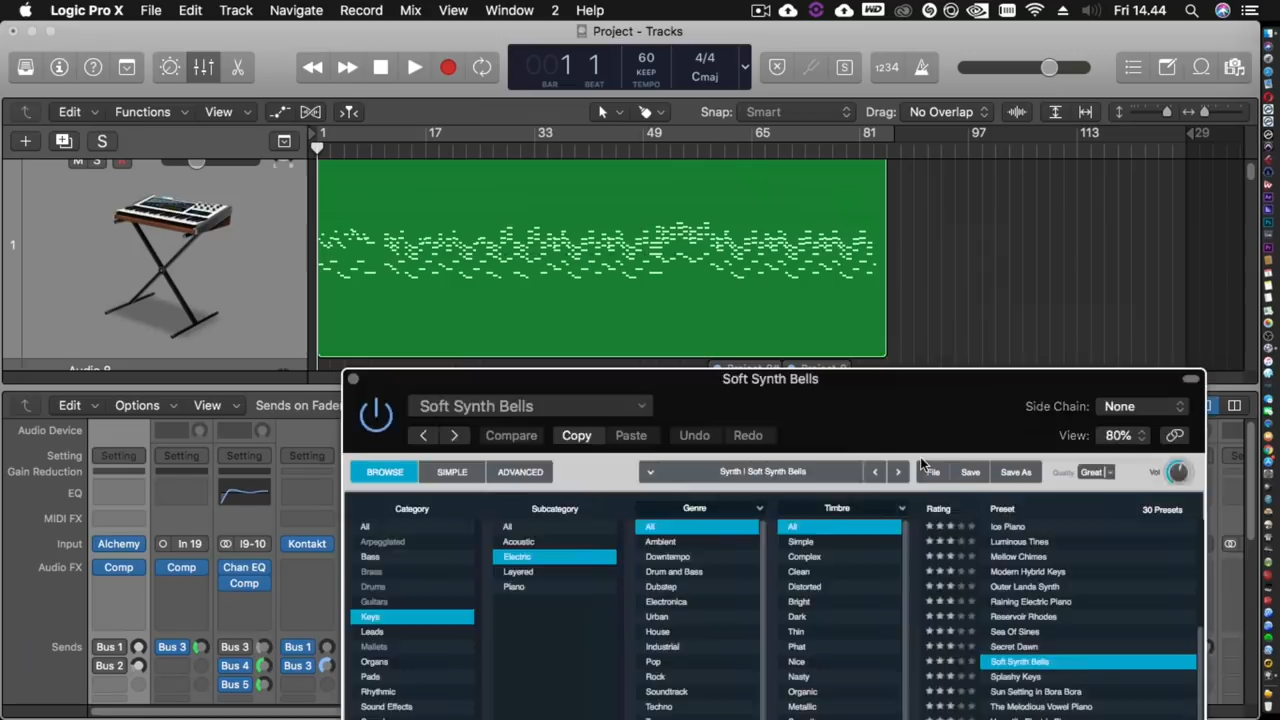 Logic Pro X File Edit Track Navigate Record Mix View Window 2 Help Fri 14.44
Project - Tracks
001 1
BAR BEAT
60
KEEP
TEMPO
4/4
Cmaj
1234
Edit Functions View Snap: Smart Drag: No Overlap
S
1 17 33 49 65 81 97 113 29
M S R
1
Edit Options View Sends on Fader
Soft Synth Bells
Soft Synth Bells Side Chain: None
Compare Copy Paste Undo Redo View: 80%
BROWSE SIMPLE ADVANCED Synth | Soft Synth Bells File Save Save As Quality Great Vol
Category Subcategory Genre Timbre Rating Preset 30 Presets
All All All All Ice Piano
Arpeggiated Acoustic Ambient Simple Luminous Tines
Bass Electric Downtempo Complex Mellow Chimes
Brass Layered Drum and Bass Clean Modern Hybrid Keys
Drums Piano Dubstep Distorted Outer Lands Synth
Guitars Electronica Bright Raining Electric Piano
Keys Urban Dark Reservoir Rhodes
Leads House Thin Sea Of Sines
Mallets Industrial Phat Secret Dawn
Organs Pop Nice Soft Synth Bells
Pads Rock Nasty Splashy Keys
Rhythmic Soundtrack Organic Sun Setting in Bora Bora
Sound Effects Techno Metallic The Melodious Vowel Piano
Audio Device
Setting Setting Setting Setting Setting
Gain Reduction
EQ
MIDI FX
Input Alchemy In 19 I9-10 Kontakt
Audio FX Comp Comp Chan EQ
Comp
Sends Bus 1 Bus 3 Bus 3 Bus 1
Bus 2 Bus 4 Bus 3
Bus 5